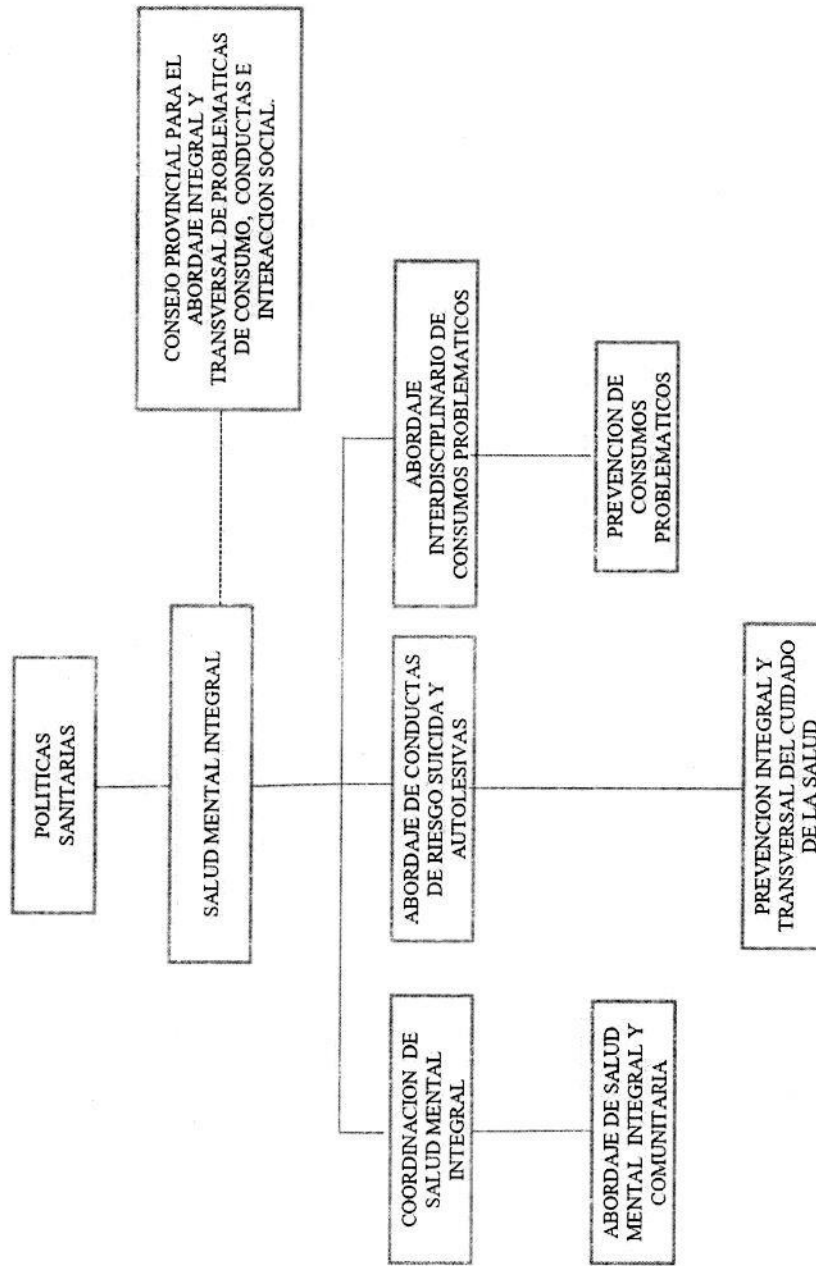 POLITICAS
SANITARIAS
SALUD MENTAL INTEGRAL
CONSEJO PROVINCIAL PARA EL
ABORDAJE INTEGRAL Y
TRANSVERSAL DE PROBLEMATICAS
DE CONSUMO, CONDUCTAS E
INTERACCION SOCIAL.
COORDINACION DE
SALUD MENTAL
INTEGRAL
ABORDAJE DE CONDUCTAS
DE RIESGO SUICIDA Y
AUTOLESIVAS
ABORDAJE
INTERDISCIPLINARIO DE
CONSUMOS PROBLEMATICOS
ABORDAJE DE SALUD
MENTAL INTEGRAL Y
COMUNITARIA
PREVENCION DE
CONSUMOS
PROBLEMATICOS
PREVENCION INTEGRAL Y
TRANSVERSAL DEL CUIDADO
DE LA SALUD